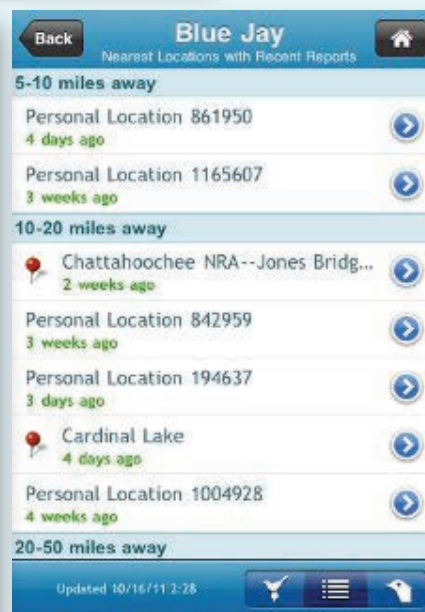 Back
Blue Jay
Nearest Locations with Recent Reports
5-10 miles away
Personal Location 861950
4 days ago
Personal Location 1165607
3 weeks ago
10-20 miles away
Chattahoochee NRA--Jones Bridg...
2 weeks ago
Personal Location 842959
3 weeks ago
Personal Location 194637
3 days ago
Cardinal Lake
4 days ago
Personal Location 1004928
4 weeks ago
20-50 miles away
Updated 10/16/11 2:28